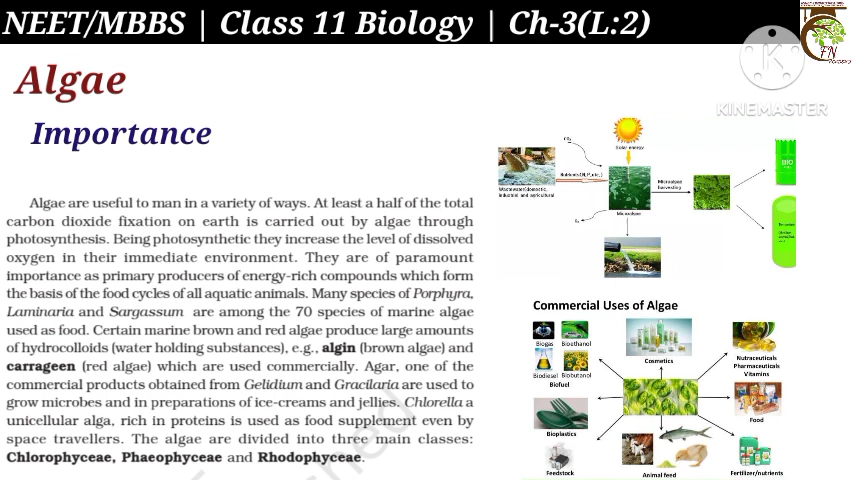 NEET/MBBS | Class 11 Biology | Ch-3(L:2)
FN
KINEMASTER
Algae
Importance
Algae are useful to man in a variety of ways. At least a half of the total
carbon dioxide fixation on earth is carried out by algae through
photosynthesis. Being photosynthetic they increase the level of dissolved
oxygen in their immediate environment. They are of paramount
importance as primary producers of energy-rich compounds which form
the basis of the food cycles of all aquatic animals. Many species of Porphyra,
Laminaria and Sargassum are among the 70 species of marine algae
used as food. Certain marine brown and red algae produce large amounts
of hydrocolloids (water holding substances), e.g., algin (brown algae) and
carrageen (red algae) which are used commercially. Agar, one of the
commercial products obtained from Gelidium and Gracilaria are used to
grow microbes and in preparations of ice-creams and jellies. Chlorella a
unicellular alga, rich in proteins is used as food supplement even by
space travellers. The algae are divided into three main classes:
Chlorophyceae, Phaeophyceae and Rhodophyceae.
Solar energy
CO₂
Wastewater(domestic,
industrial and agricultural
Microalgae
harvesting
Microalgae
BIO
Commercial Uses of Algae
Biogas
Bioethanol
Biodiesel
Biobutanol
Biofuel
Cosmetics
Nutraceuticals
Pharmaceuticals
Vitamins
Food
Bioplastics
Feedstock
Animal feed
Fertilizer/nutrients